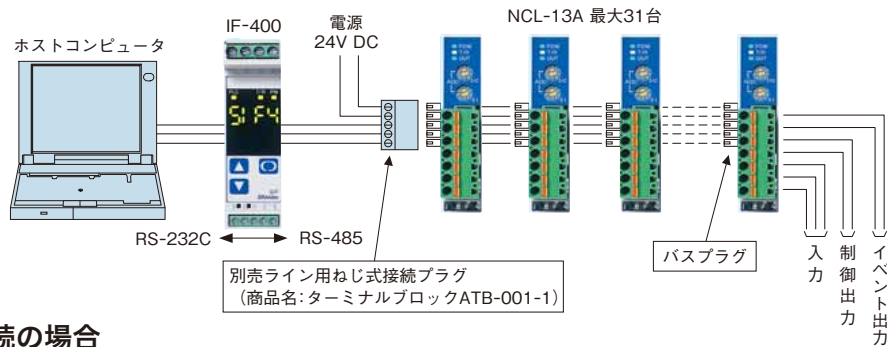 IF-400
電源
24V DC
NCL-13A 最大31台
ホストコンピュータ
RS-232C
RS-485
別売ライン用ねじ式接続プラグ
（商品名：ターミナルブロックATB-001-1）
バスプラグ
入力
制御出力
イベント出力
続の場合